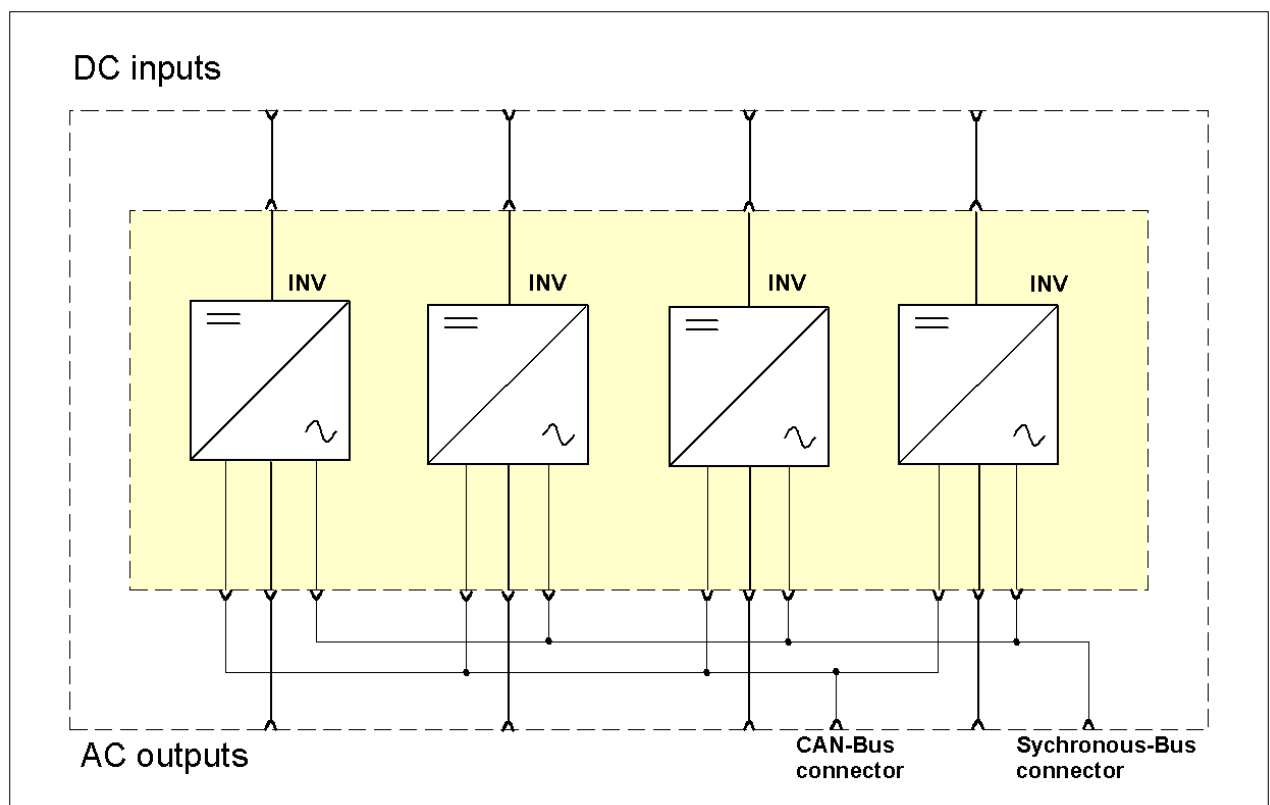 DC inputs
INV
INV
INV
INV
AC outputs
CAN-Bus
connector
Sychronous-Bus
connector